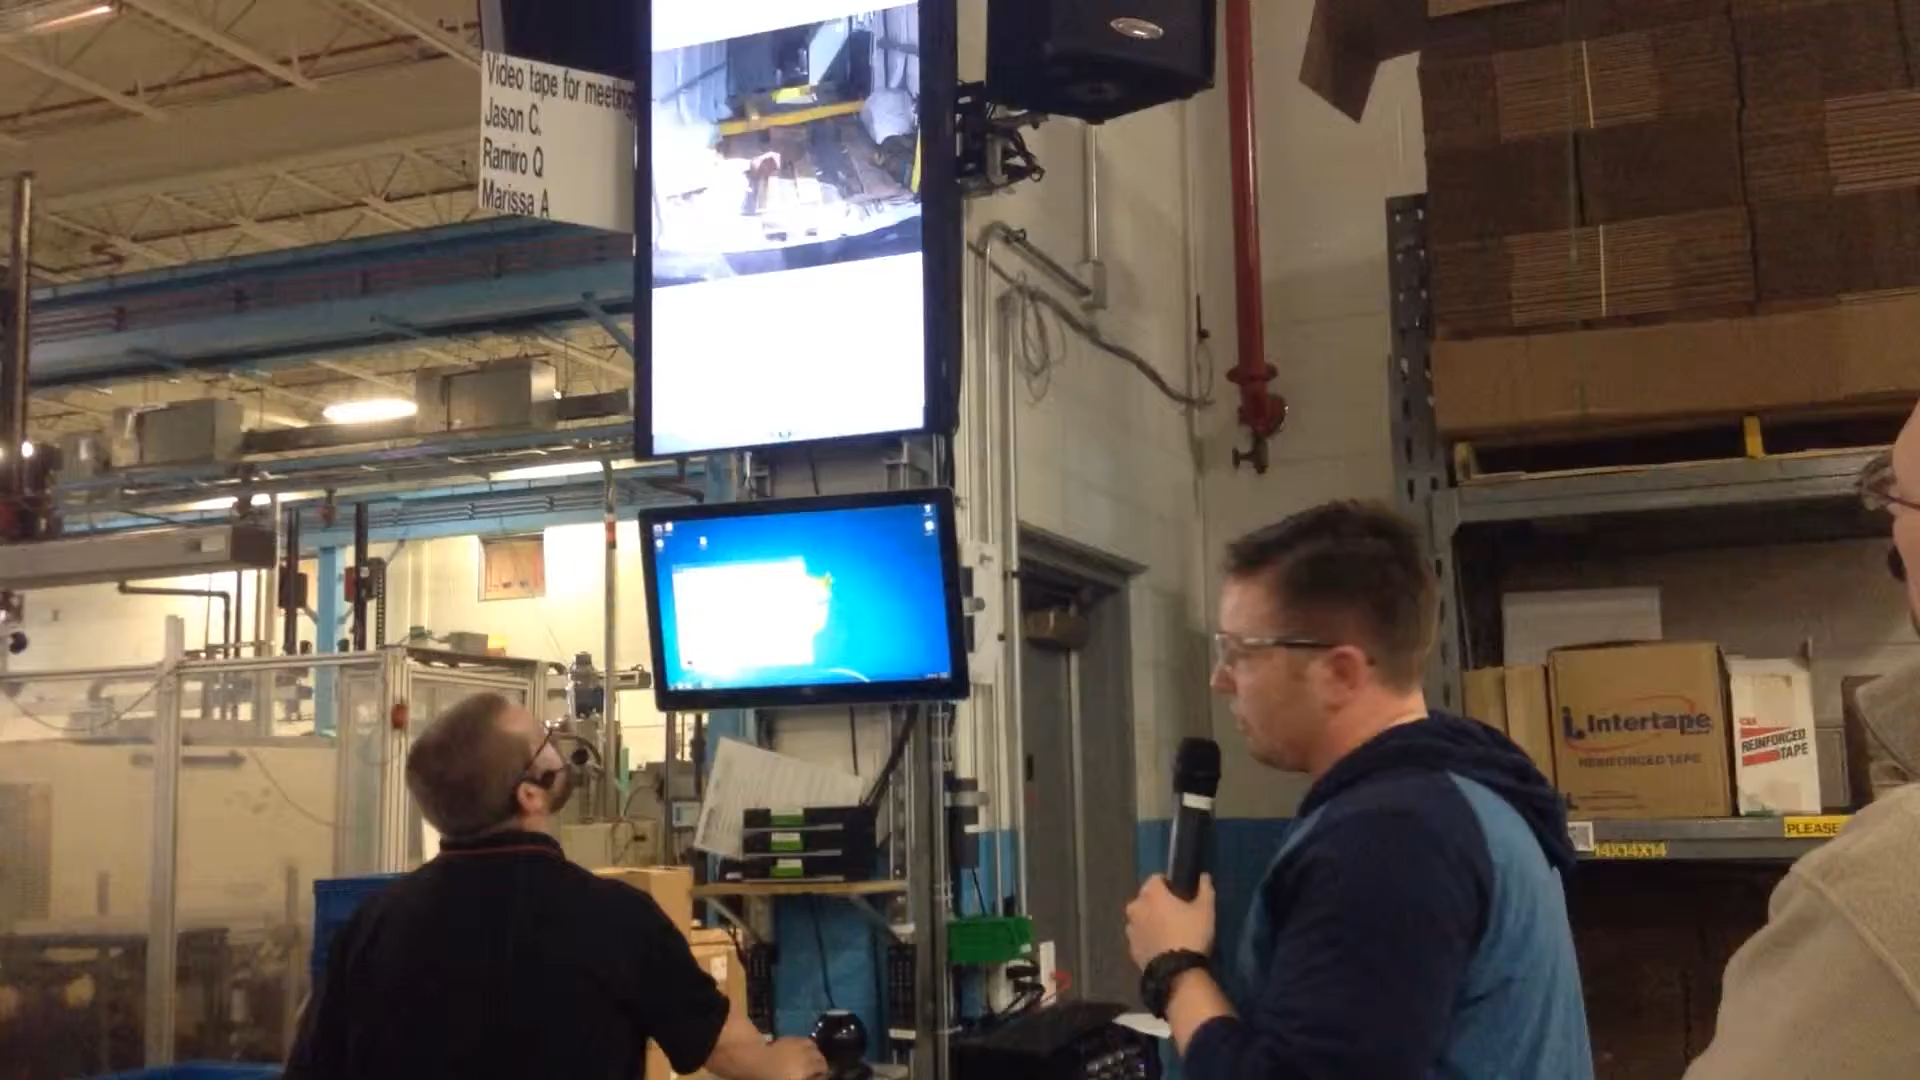 Video tape for meeting
Jason C.
Ramiro Q
Marissa A
Intertape
REINFORCED TAPE
REINFORCED
TAPE
PLEASE
14X14X14